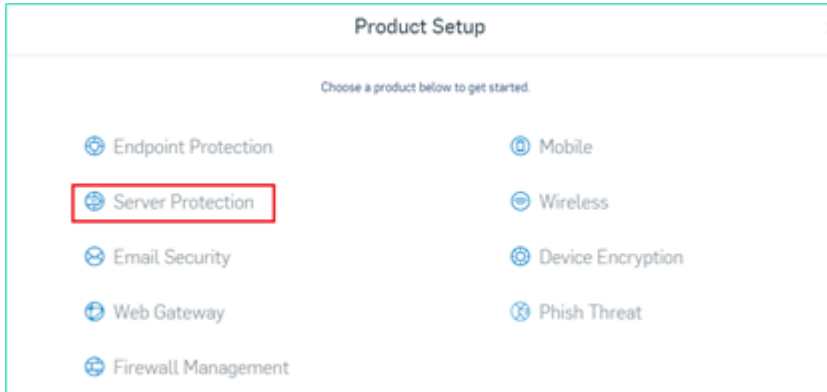 Product Setup
Choose a product below to get started.
Endpoint Protection
Server Protection
Email Security
Web Gateway
Firewall Management
Mobile
Wireless
Device Encryption
Phish Threat